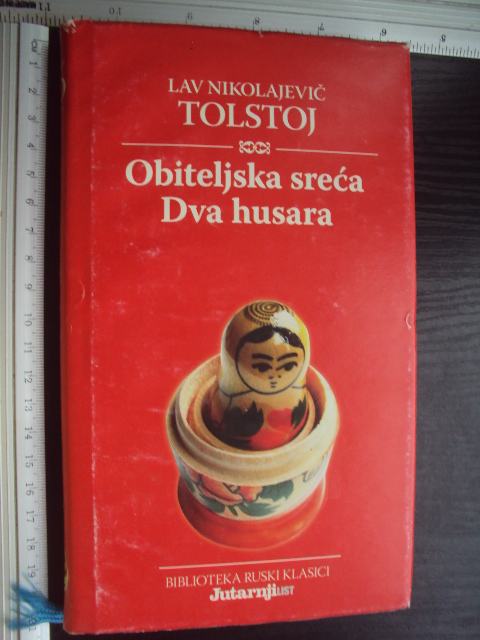 LAV NIKOLAJEVIČ
TOLSTOJ
Obiteljska sreća
Dva husara
BIBLIOTEKA RUSKI KLASICI
Jutarnji LIST